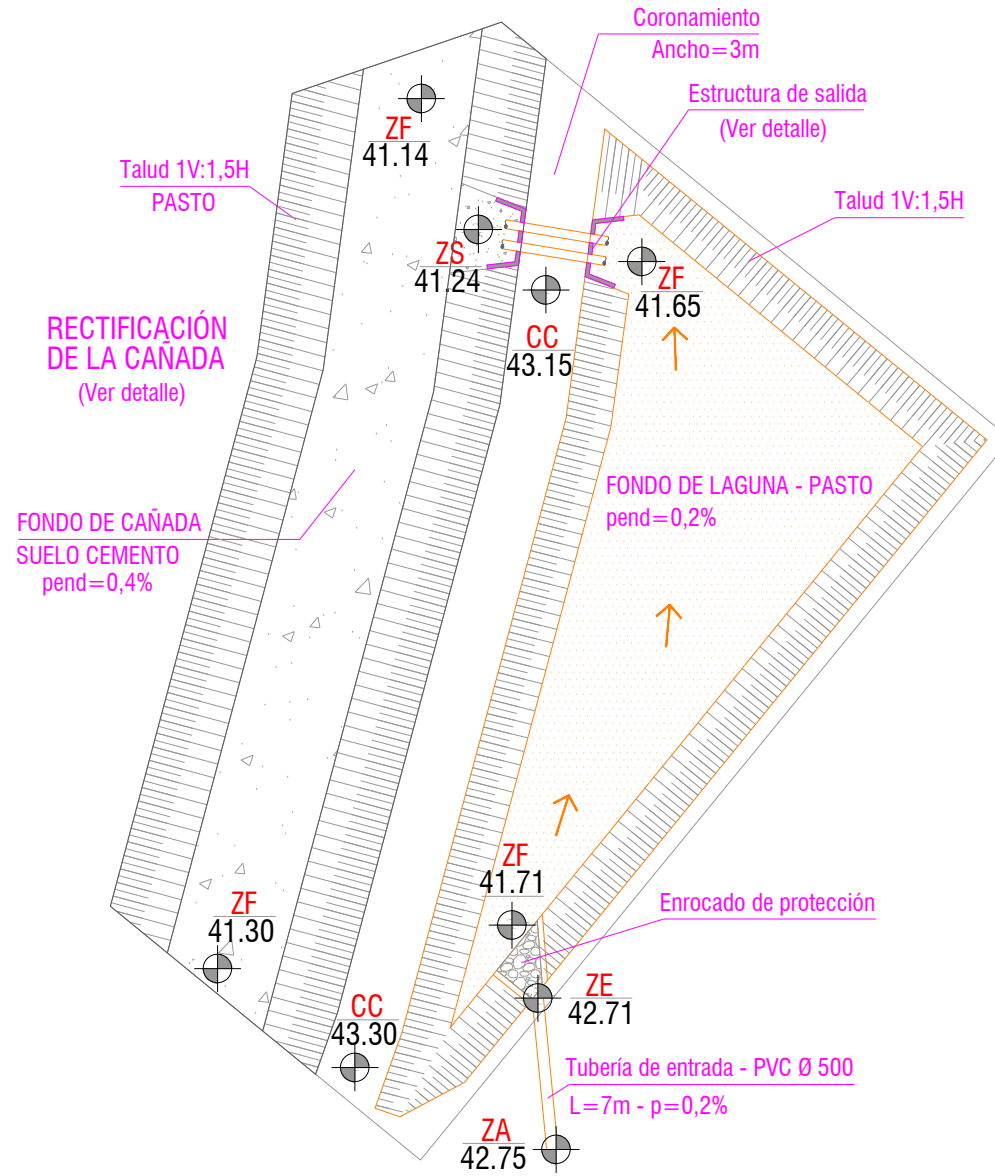 Coronamiento
Ancho=3m
Estructura de salida
(Ver detalle)
ZF
41.14
Talud 1V:1,5H
PASTO
Talud 1V:1,5H
ZS
41.24
ZF
41.65
CC
43.15
RECTIFICACIÓN
DE LA CAÑADA
(Ver detalle)
FONDO DE LAGUNA - PASTO
pend=0,2%
FONDO DE CAÑADA
SUELO CEMENTO
pend=0,4%
ZF
41.71
ZF
41.30
Enrocado de protección
ZE
42.71
CC
43.30
Tubería de entrada - PVC Ø 500
L=7m - p=0,2%
ZA
42.75